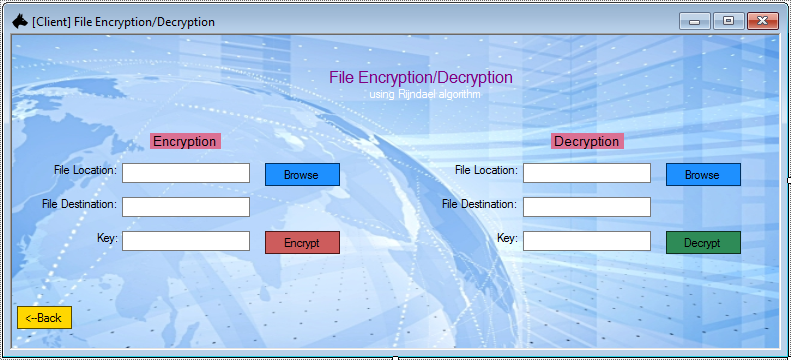 [Client] File Encryption/Decryption
File Encryption/Decryption
using Rijndael algorithm
Encryption
File Location:
Browse
File Destination:
Key:
Encrypt
Decryption
File Location:
Browse
File Destination:
Key:
Decrypt
<--Back